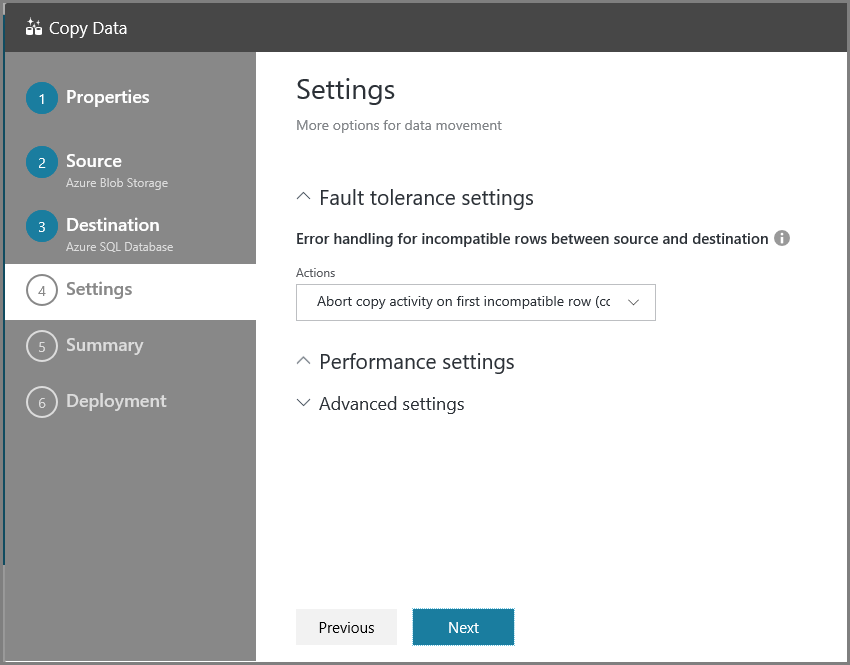 Copy Data
1 Properties
2 Source
Azure Blob Storage
3 Destination
Azure SQL Database
4 Settings
5 Summary
6 Deployment
Settings
More options for data movement
Fault tolerance settings
Error handling for incompatible rows between source and destination
Actions
Abort copy activity on first incompatible row (co
Performance settings
Advanced settings
Previous
Next